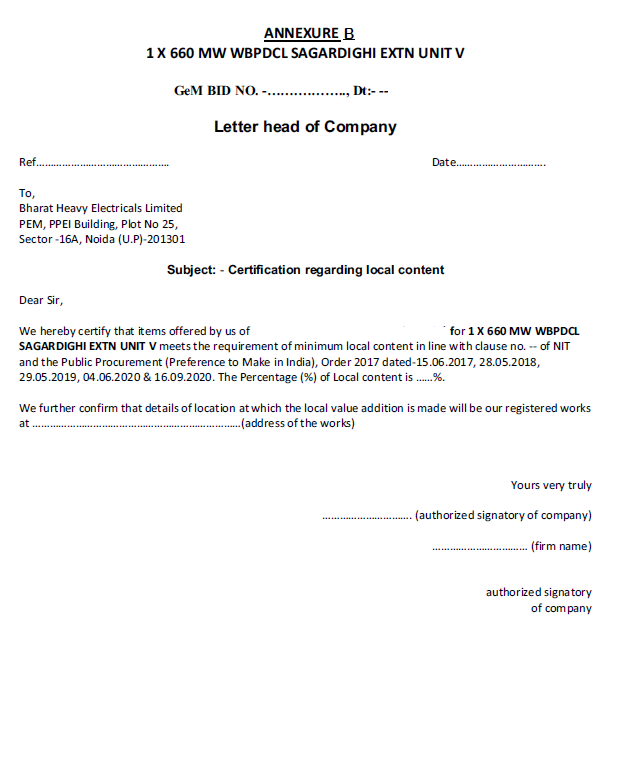 ANNEXURE B
1 X 660 MW WBPDCL SAGARDIGHI EXTN UNIT V
GeM BID NO. -……………….., Dt:- --
Letter head of Company
Ref……………………………………… Date………………………….
To,
Bharat Heavy Electricals Limited
PEM, PPEI Building, Plot No 25,
Sector -16A, Noida (U.P)-201301
Subject: - Certification regarding local content
Dear Sir,
We hereby certify that items offered by us of for 1 X 660 MW WBPDCL
SAGARDIGHI EXTN UNIT V meets the requirement of minimum local content in line with clause no. -- of NIT
and the Public Procurement (Preference to Make in India), Order 2017 dated-15.06.2017, 28.05.2018,
29.05.2019, 04.06.2020 & 16.09.2020. The Percentage (%) of Local content is ……%.
We further confirm that details of location at which the local value addition is made will be our registered works
at ………………………………………………………………(address of the works)
Yours very truly
…………………………. (authorized signatory of company)
…………………………… (firm name)
authorized signatory
of company